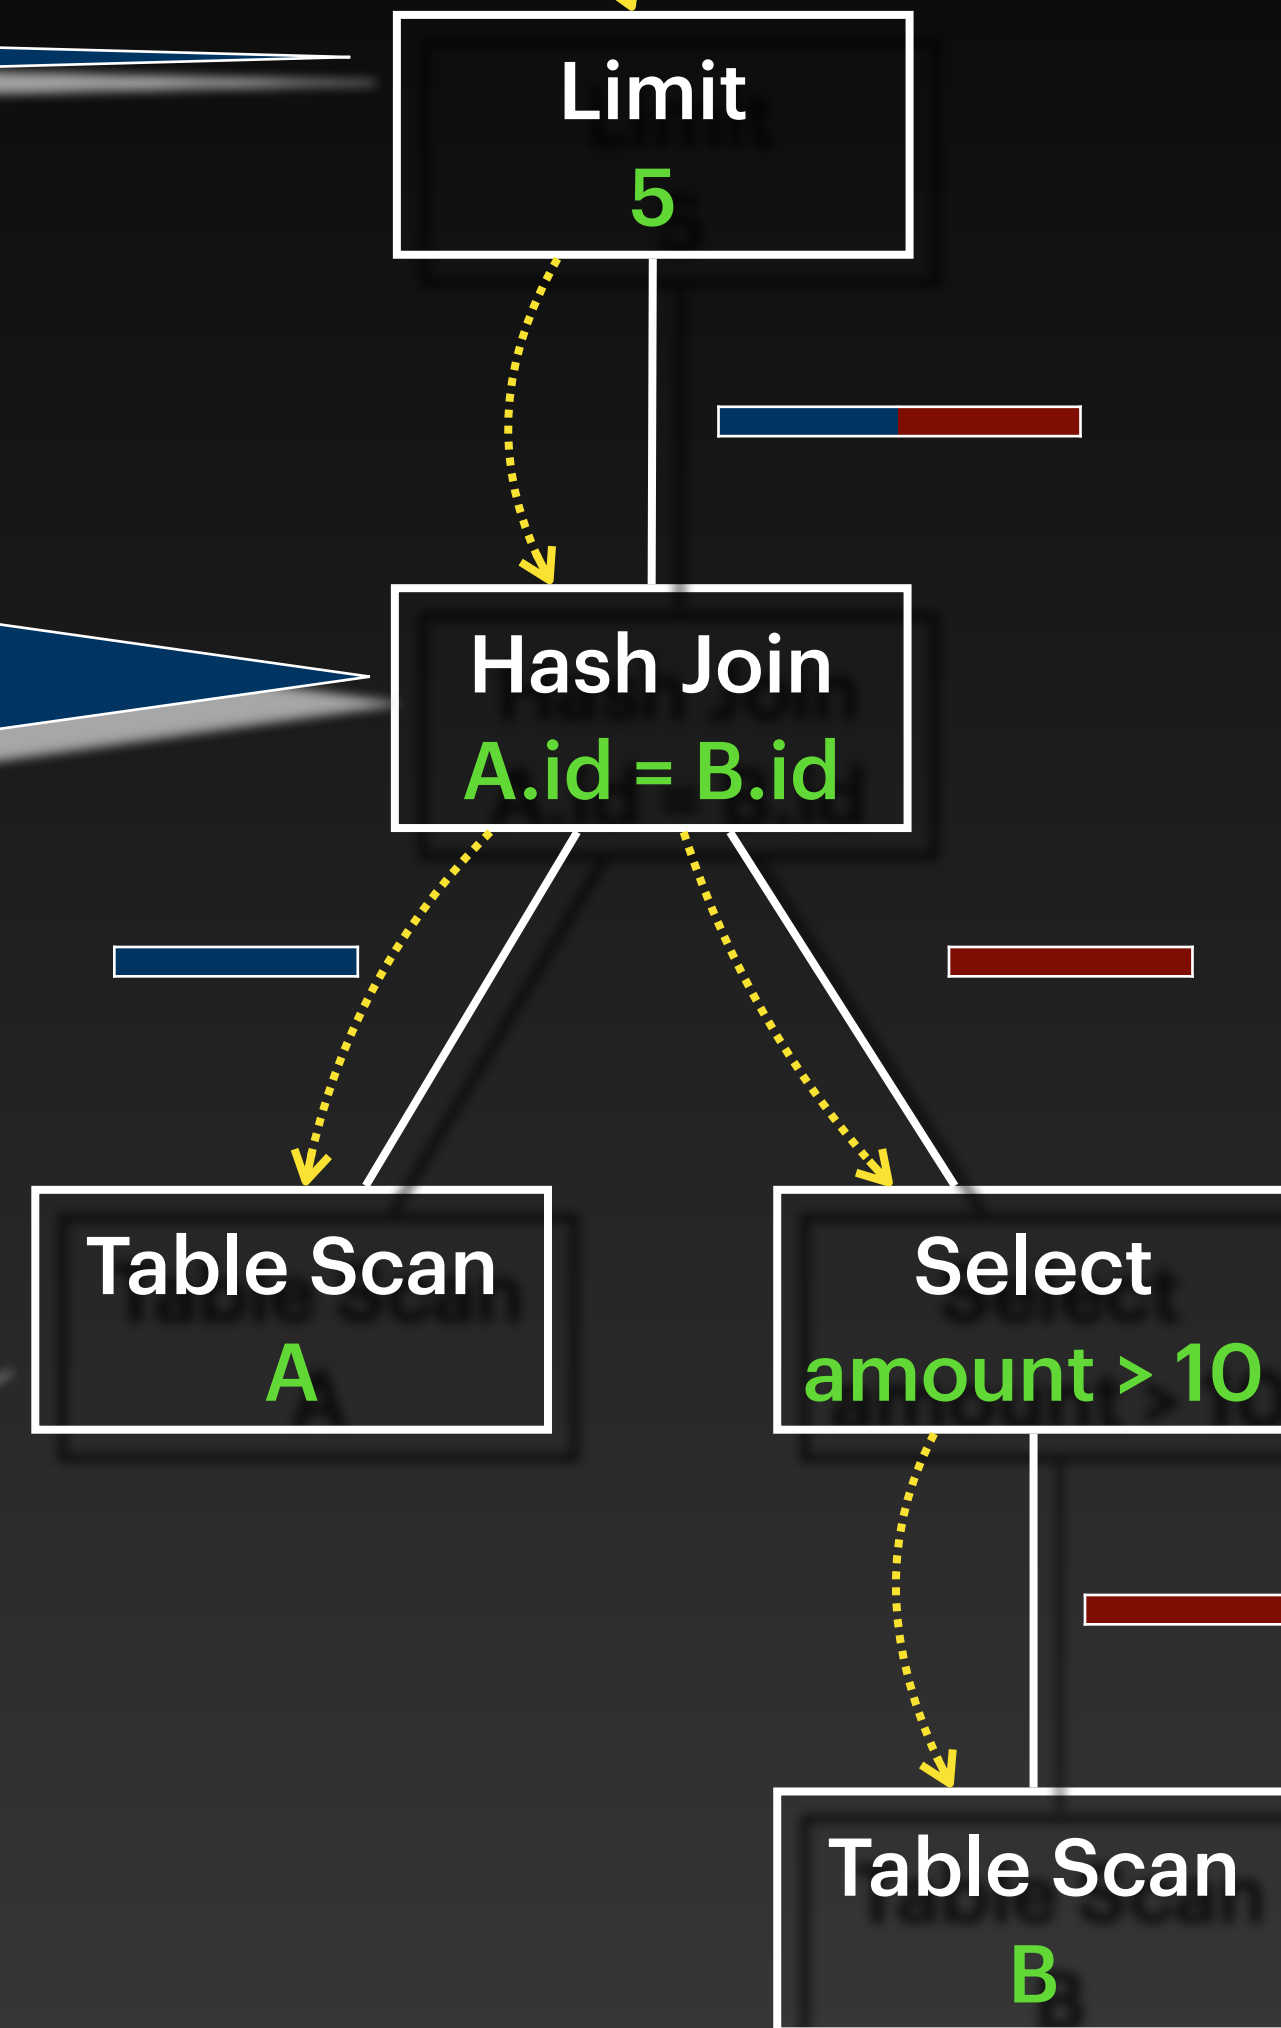 Limit
5
Hash Join
A.id = B.id
Table Scan
A
Select
amount > 10
Table Scan
B